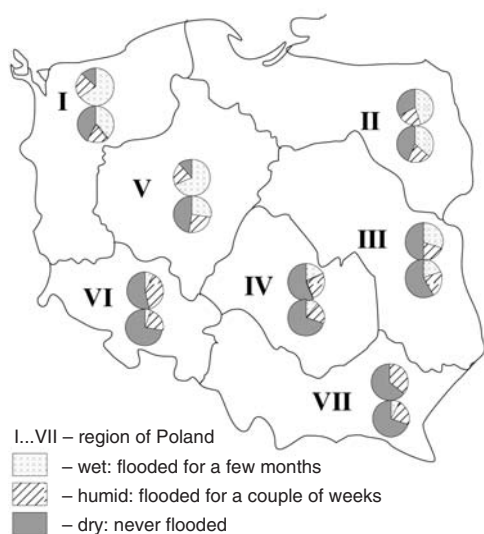 I
II
V
III
VI
IV
VII
I...VII – region of Poland
– wet: flooded for a few months
– humid: flooded for a couple of weeks
– dry: never flooded